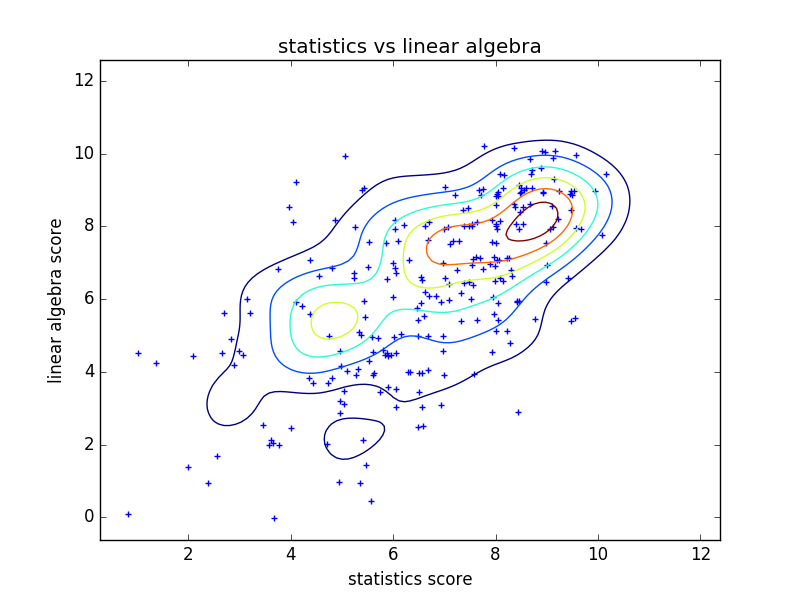 statistics vs linear algebra
linear algebra score
12
10
8
6
4
2
0
2 4 6 8 10 12
statistics score